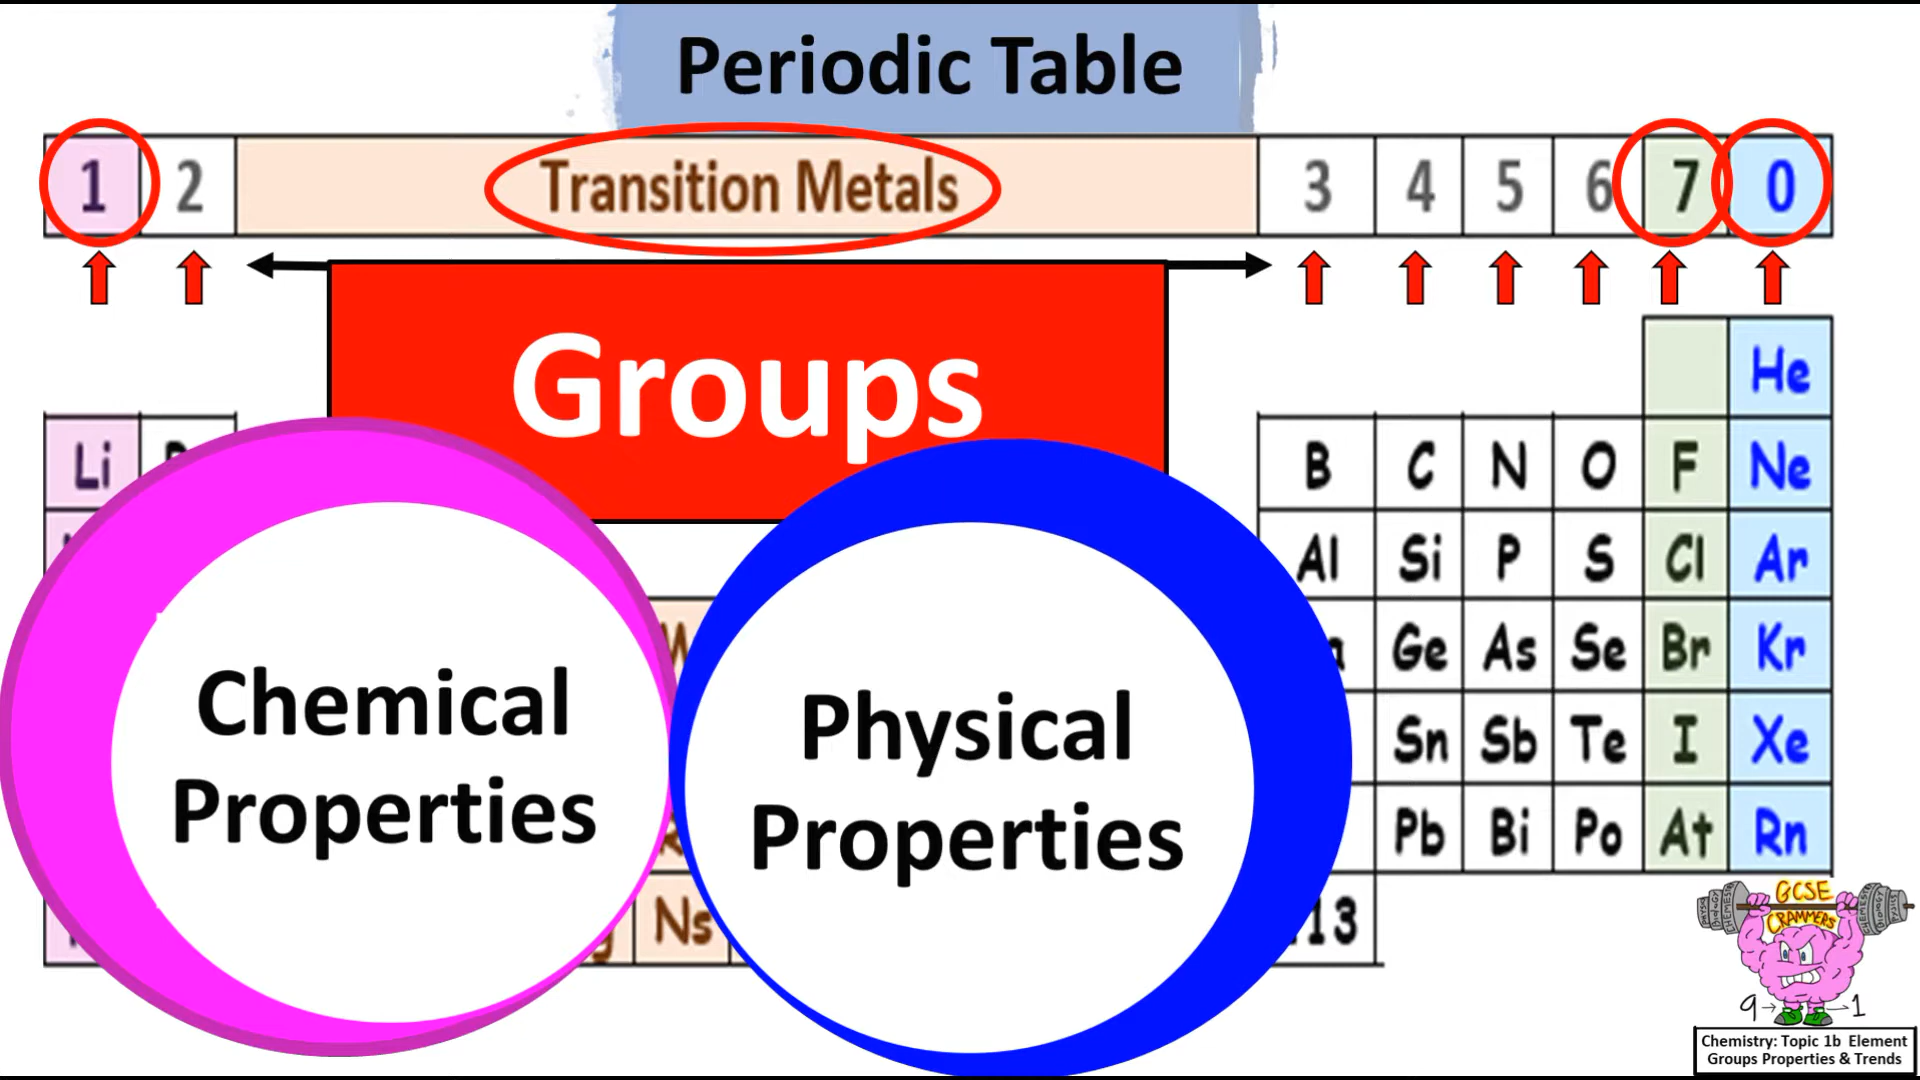 Periodic Table
1 2 Transition Metals 3 4 5 6 7 0
Groups
He
Li B C N O F Ne
Al Si P S Cl Ar
Ge As Se Br Kr
Sn Sb Te I Xe
Pb Bi Po At Rn
Ns 13
Chemical
Properties
Physical
Properties
GCSE
CRAMMERS
9 1
Chemistry: Topic 1b Element
Groups Properties & Trends